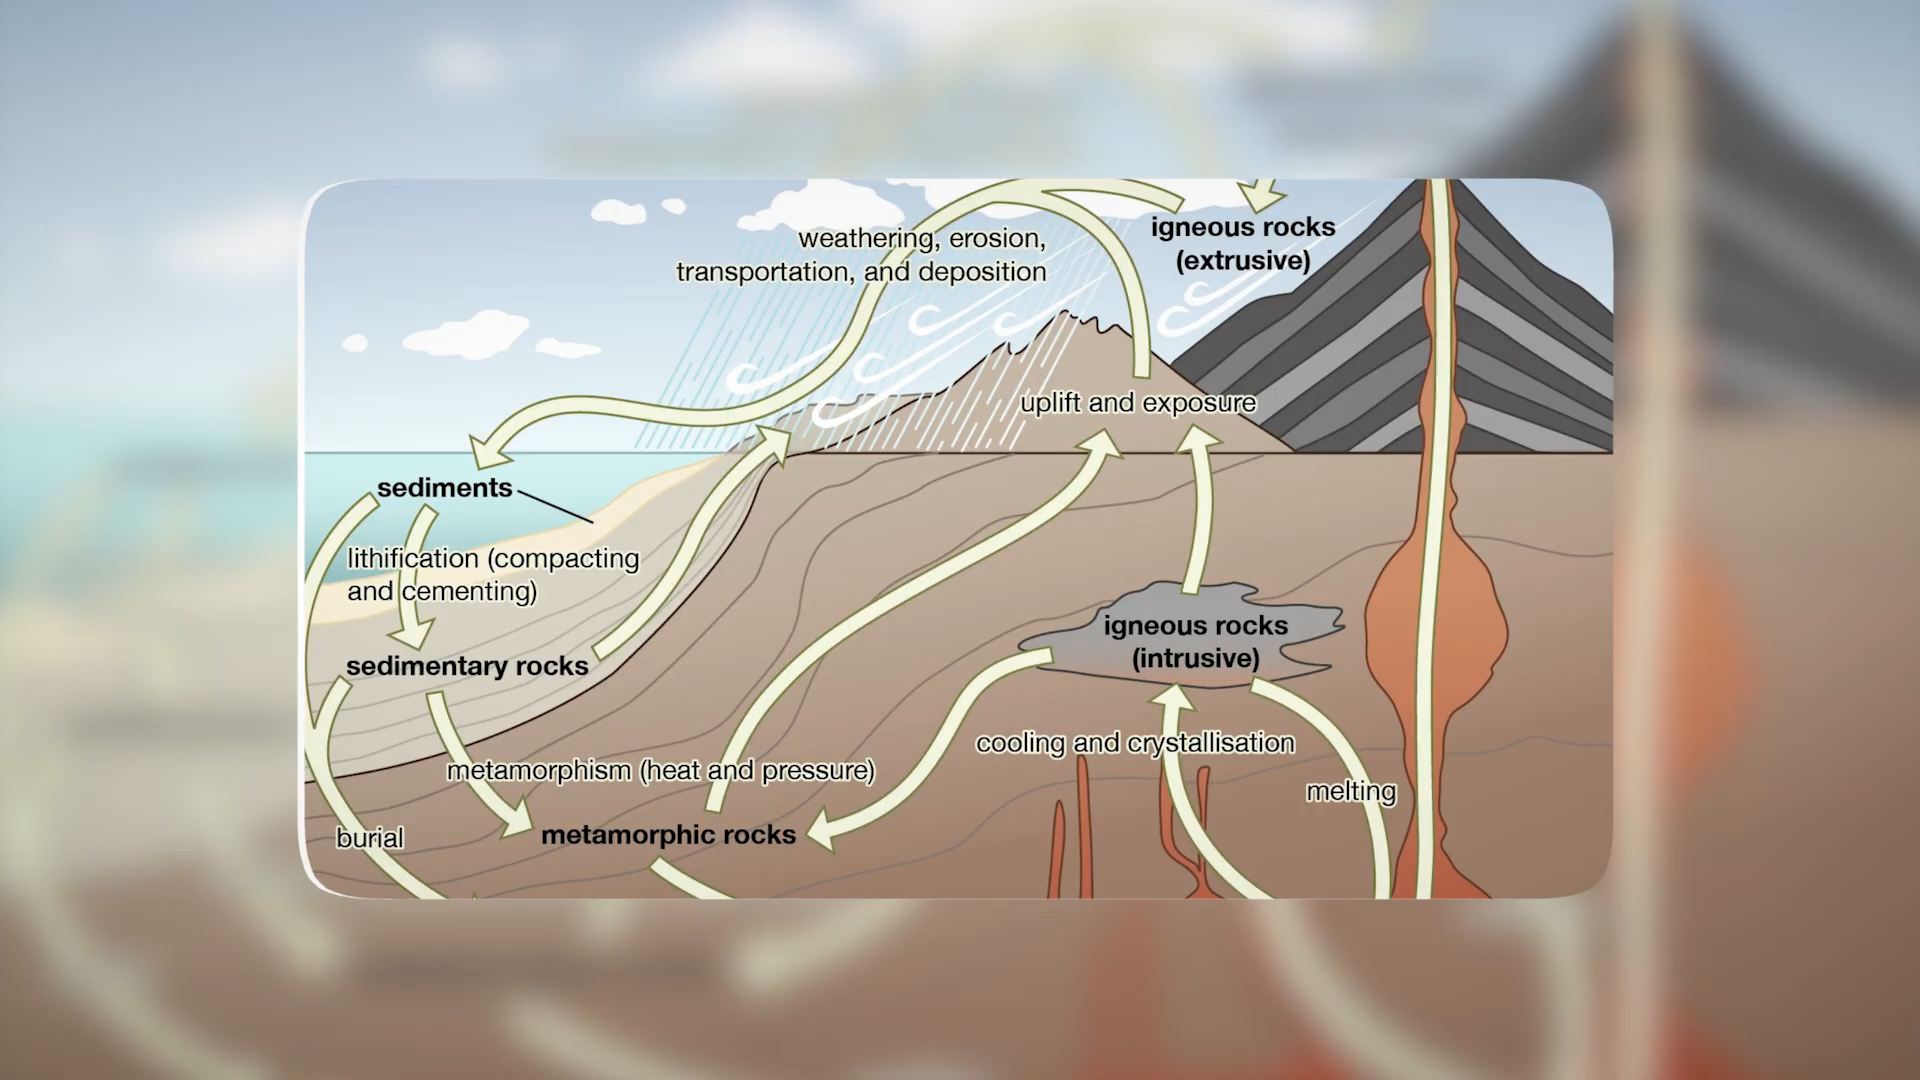 weathering, erosion,
transportation, and deposition
igneous rocks
(extrusive)
uplift and exposure
sediments
lithification (compacting
and cementing)
sedimentary rocks
igneous rocks
(intrusive)
cooling and crystallisation
metamorphism (heat and pressure)
melting
metamorphic rocks
burial